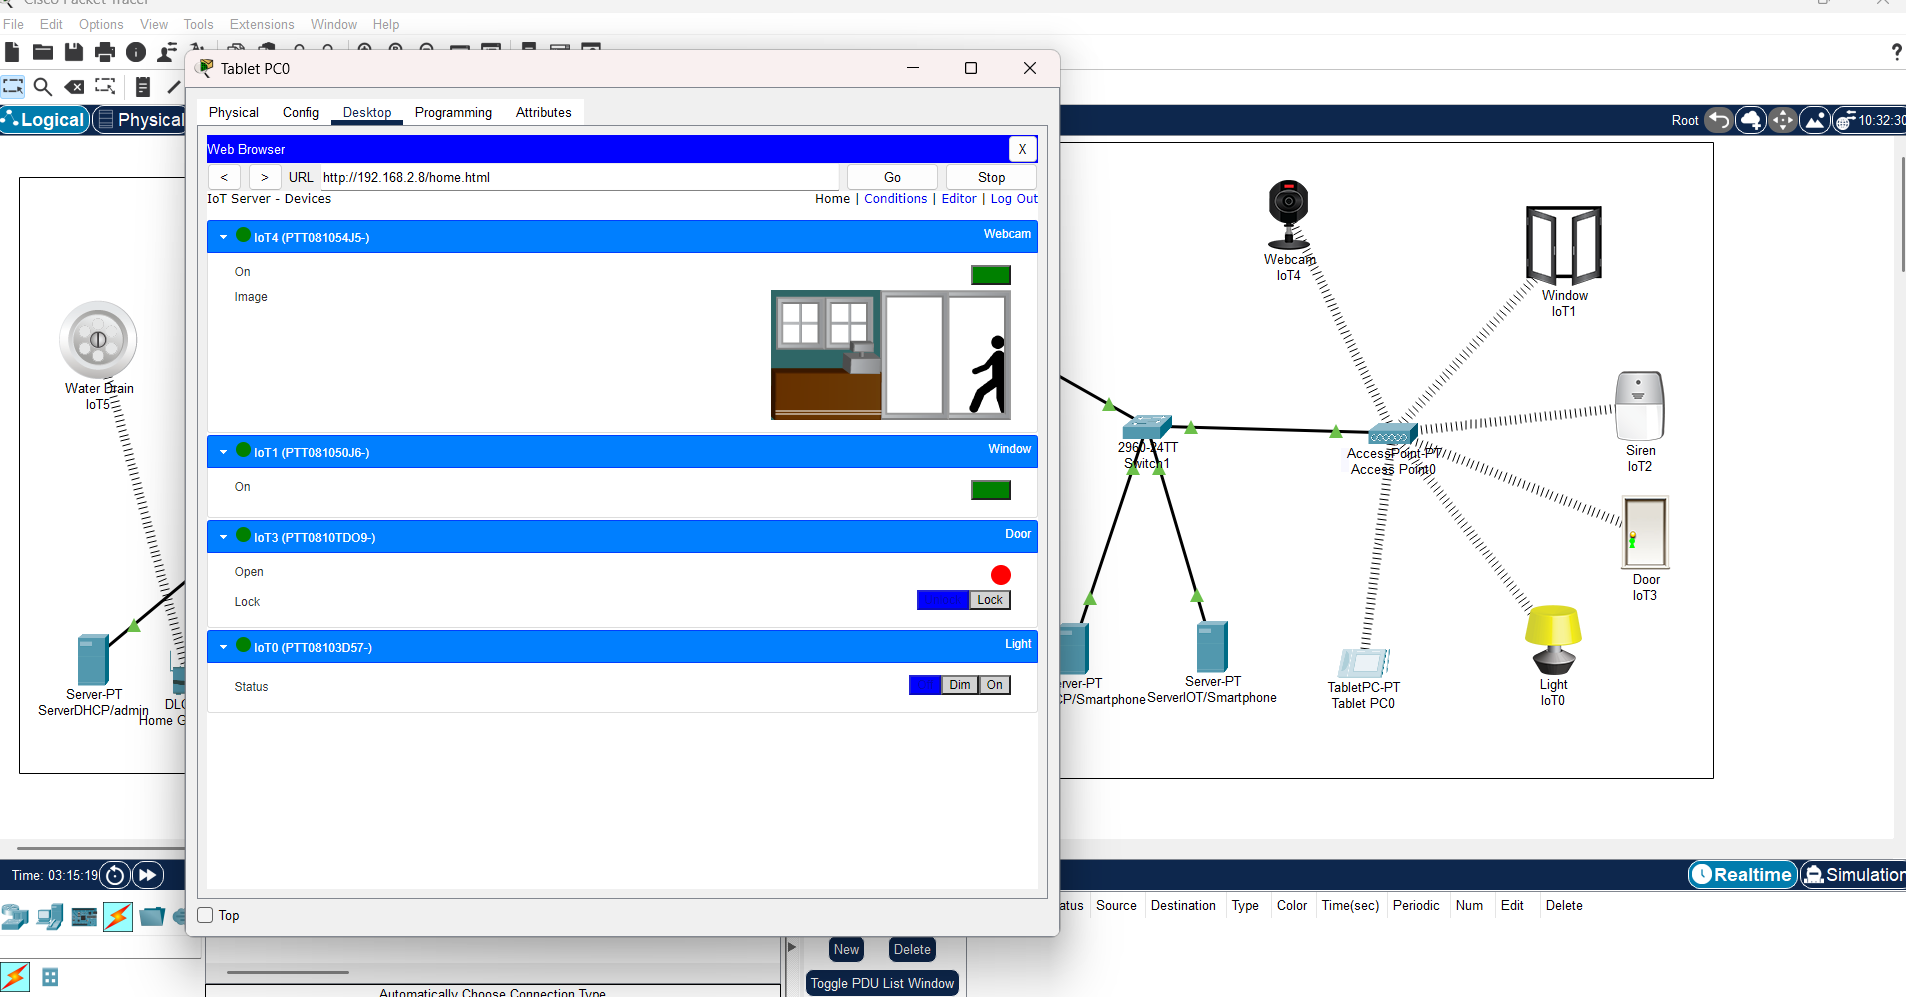 Cisco Packet Tracer
File Edit Options View Tools Extensions Window Help
Tablet PC0
?
Physical Config Desktop Programming Attributes
Logical Physical
Root 10:32:30
Web Browser X
< > URL http://192.168.2.8/home.html Go Stop
IoT Server - Devices Home | Conditions | Editor | Log Out
IoT4 (PTT081054J5-) Webcam
On
Image
IoT1 (PTT081050J6-) Window
On
IoT3 (PTT0810TDO9-) Door
Open
Lock Lock
IoT0 (PTT08103D57-) Light
Status Dim On
Top
Water Drain
IoT5
Server-PT
ServerDHCP/admin
DLC
Home G
Webcam
IoT4
Window
IoT1
Siren
IoT2
2960-24TT
Switch1
AccessPoint-PT
Access Point0
Door
IoT3
erver-PT
CP/Smartphone
Server-PT
ServerIOT/Smartphone
TabletPC-PT
Tablet PC0
Light
IoT0
Time: 03:15:19
Realtime Simulation
atus Source Destination Type Color Time(sec) Periodic Num Edit Delete
New Delete
Toggle PDU List Window
Automatically Choose Connection Type